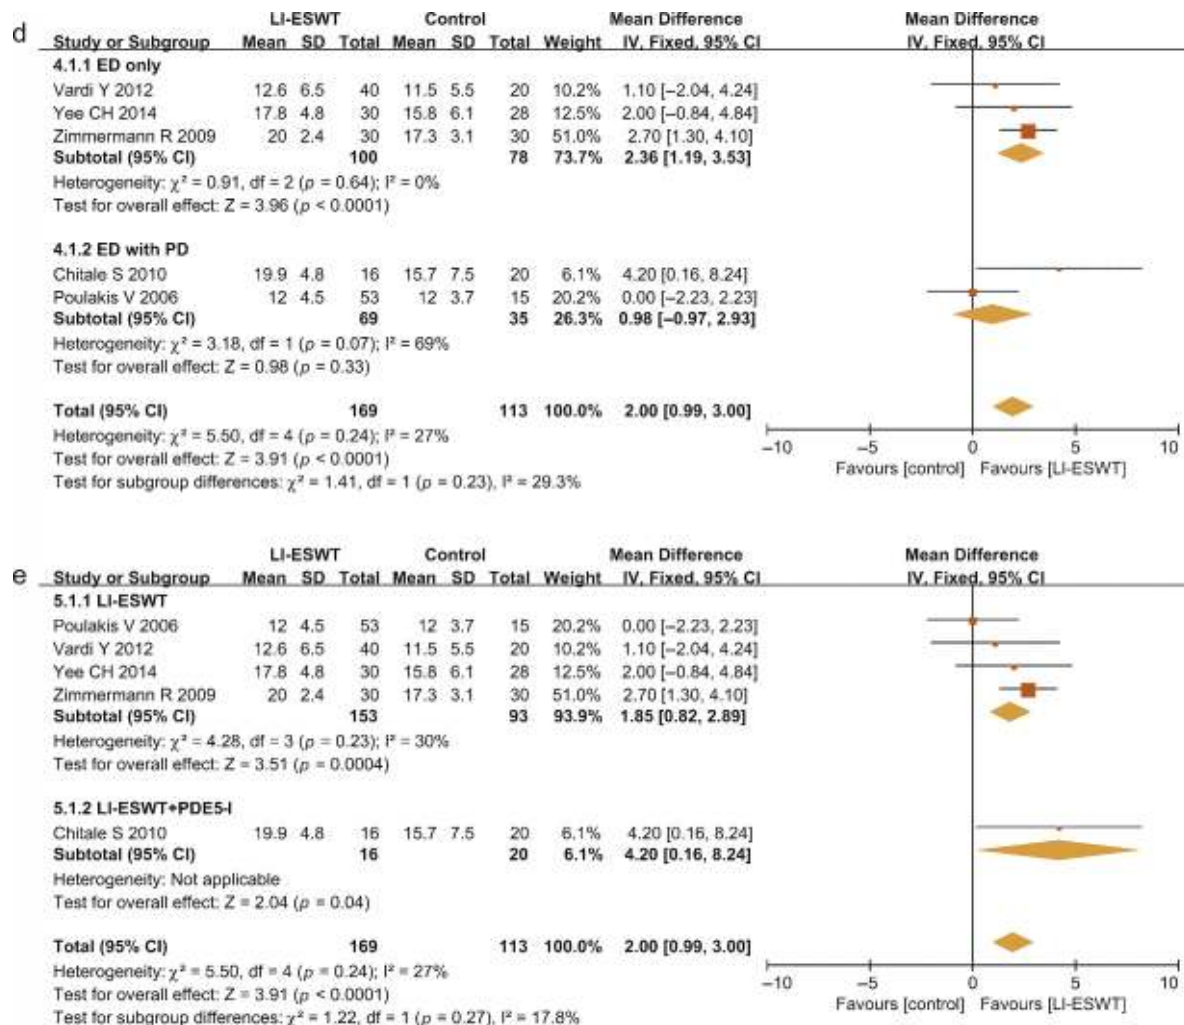 d
LI-ESWT Control Mean Difference Mean Difference
Study or Subgroup Mean SD Total Mean SD Total Weight IV, Fixed, 95% CI IV, Fixed, 95% CI
4.1.1 ED only
Vardi Y 2012 12.6 6.5 40 11.5 5.5 20 10.2% 1.10 [−2.04, 4.24]
Yee CH 2014 17.8 4.8 30 15.8 6.1 28 12.5% 2.00 [−0.84, 4.84]
Zimmermann R 2009 20 2.4 30 17.3 3.1 30 51.0% 2.70 [1.30, 4.10]
Subtotal (95% CI) 100 78 73.7% 2.36 [1.19, 3.53]
Heterogeneity: χ² = 0.91, df = 2 (p = 0.64); I² = 0%
Test for overall effect: Z = 3.96 (p < 0.0001)
4.1.2 ED with PD
Chitale S 2010 19.9 4.8 16 15.7 7.5 20 6.1% 4.20 [0.16, 8.24]
Poulakis V 2006 12 4.5 53 12 3.7 15 20.2% 0.00 [−2.23, 2.23]
Subtotal (95% CI) 69 35 26.3% 0.98 [−0.97, 2.93]
Heterogeneity: χ² = 3.18, df = 1 (p = 0.07); I² = 69%
Test for overall effect: Z = 0.98 (p = 0.33)
Total (95% CI) 169 113 100.0% 2.00 [0.99, 3.00]
Heterogeneity: χ² = 5.50, df = 4 (p = 0.24); I² = 27%
Test for overall effect: Z = 3.91 (p < 0.0001)
Test for subgroup differences: χ² = 1.41, df = 1 (p = 0.23), I² = 29.3%
−10 −5 0 5 10
Favours [control] Favours [LI-ESWT]
e
LI-ESWT Control Mean Difference Mean Difference
Study or Subgroup Mean SD Total Mean SD Total Weight IV, Fixed, 95% CI IV, Fixed, 95% CI
5.1.1 LI-ESWT
Poulakis V 2006 12 4.5 53 12 3.7 15 20.2% 0.00 [−2.23, 2.23]
Vardi Y 2012 12.6 6.5 40 11.5 5.5 20 10.2% 1.10 [−2.04, 4.24]
Yee CH 2014 17.8 4.8 30 15.8 6.1 28 12.5% 2.00 [−0.84, 4.84]
Zimmermann R 2009 20 2.4 30 17.3 3.1 30 51.0% 2.70 [1.30, 4.10]
Subtotal (95% CI) 153 93 93.9% 1.85 [0.82, 2.89]
Heterogeneity: χ² = 4.28, df = 3 (p = 0.23); I² = 30%
Test for overall effect: Z = 3.51 (p = 0.0004)
5.1.2 LI-ESWT+PDE5-I
Chitale S 2010 19.9 4.8 16 15.7 7.5 20 6.1% 4.20 [0.16, 8.24]
Subtotal (95% CI) 16 20 6.1% 4.20 [0.16, 8.24]
Heterogeneity: Not applicable
Test for overall effect: Z = 2.04 (p = 0.04)
Total (95% CI) 169 113 100.0% 2.00 [0.99, 3.00]
Heterogeneity: χ² = 5.50, df = 4 (p = 0.24); I² = 27%
Test for overall effect: Z = 3.91 (p < 0.0001)
Test for subgroup differences: χ² = 1.22, df = 1 (p = 0.27), I² = 17.8%
−10 −5 0 5 10
Favours [control] Favours [LI-ESWT]